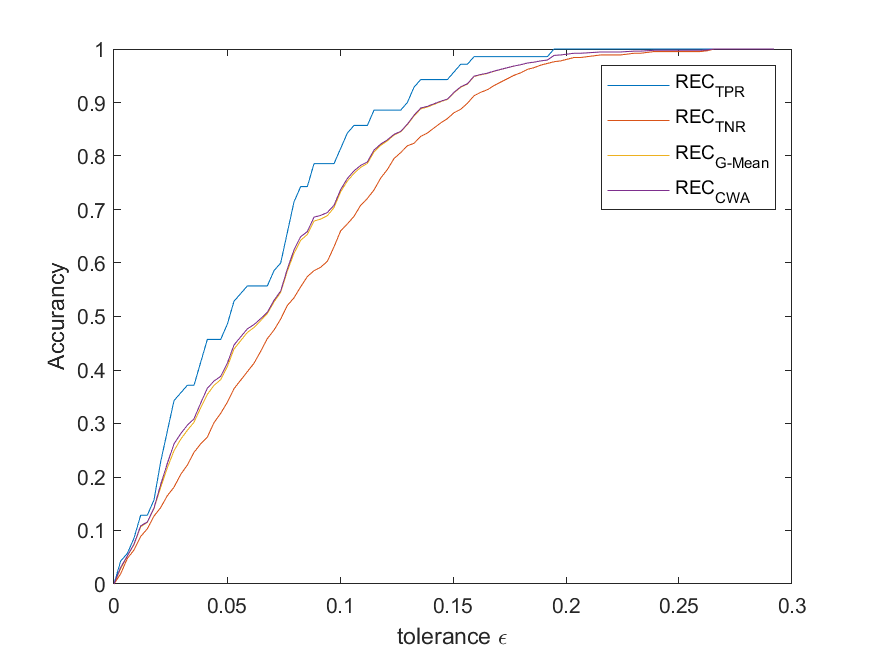 1
0.9
0.8
0.7
0.6
0.5
0.4
0.3
0.2
0.1
0
Accurancy
REC_TPR
REC_TNR
REC_G-Mean
REC_CWA
0 0.05 0.1 0.15 0.2 0.25 0.3
tolerance ϵ